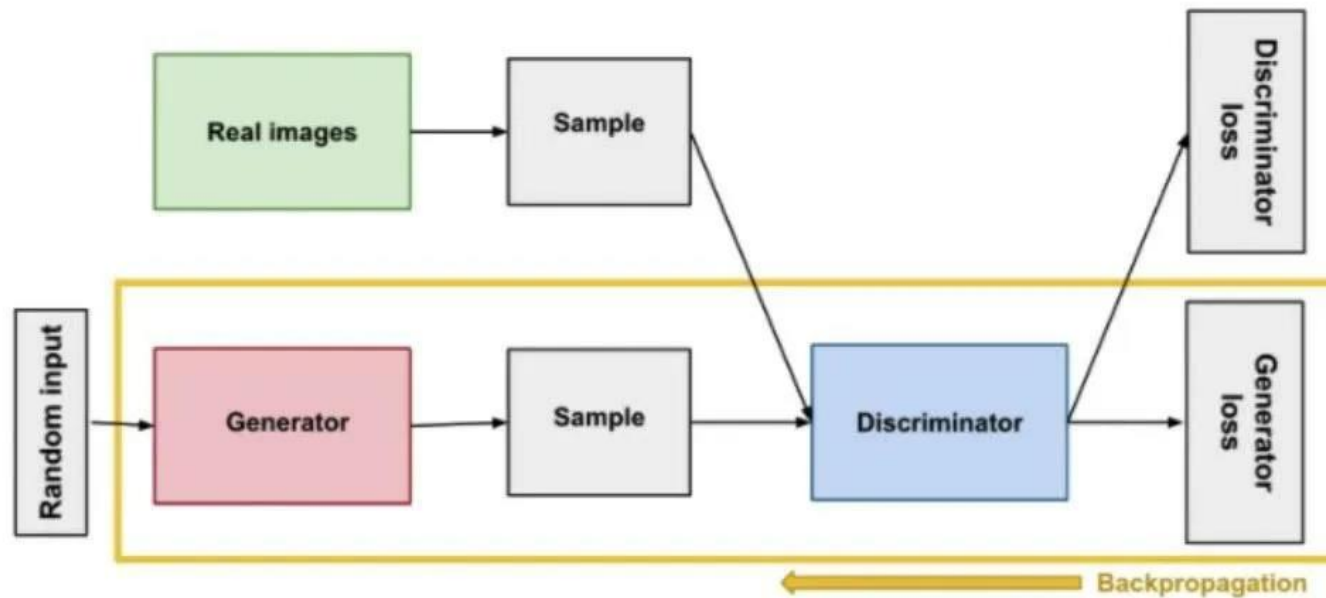 Real images
Sample
Discriminator
loss
Random input
Generator
Sample
Discriminator
Generator
loss
Backpropagation